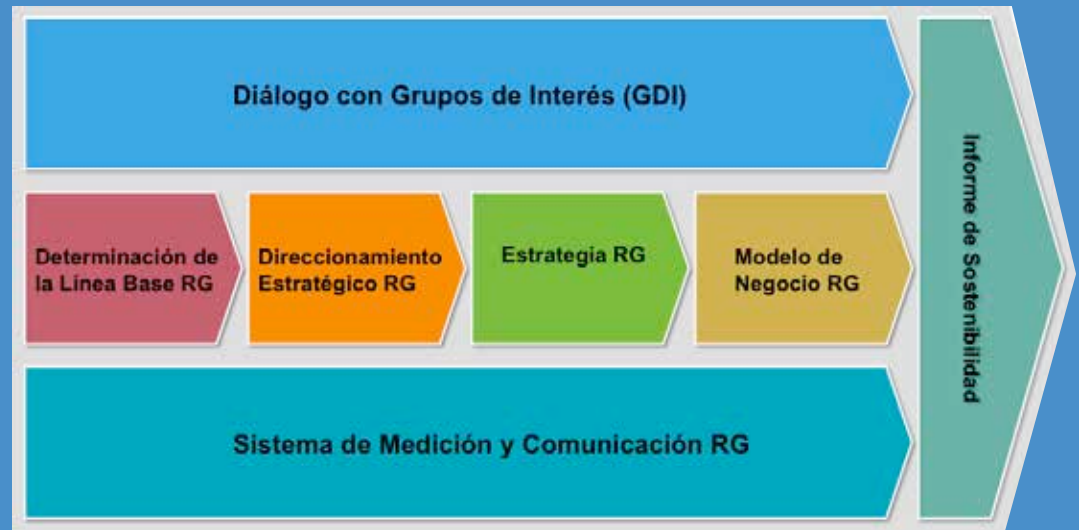 Diálogo con Grupos de Interés (GDI)
Determinación de
la Línea Base RG
Direccionamiento
Estratégico RG
Estrategia RG
Modelo de
Negocio RG
Sistema de Medición y Comunicación RG
Informe de Sostenibilidad